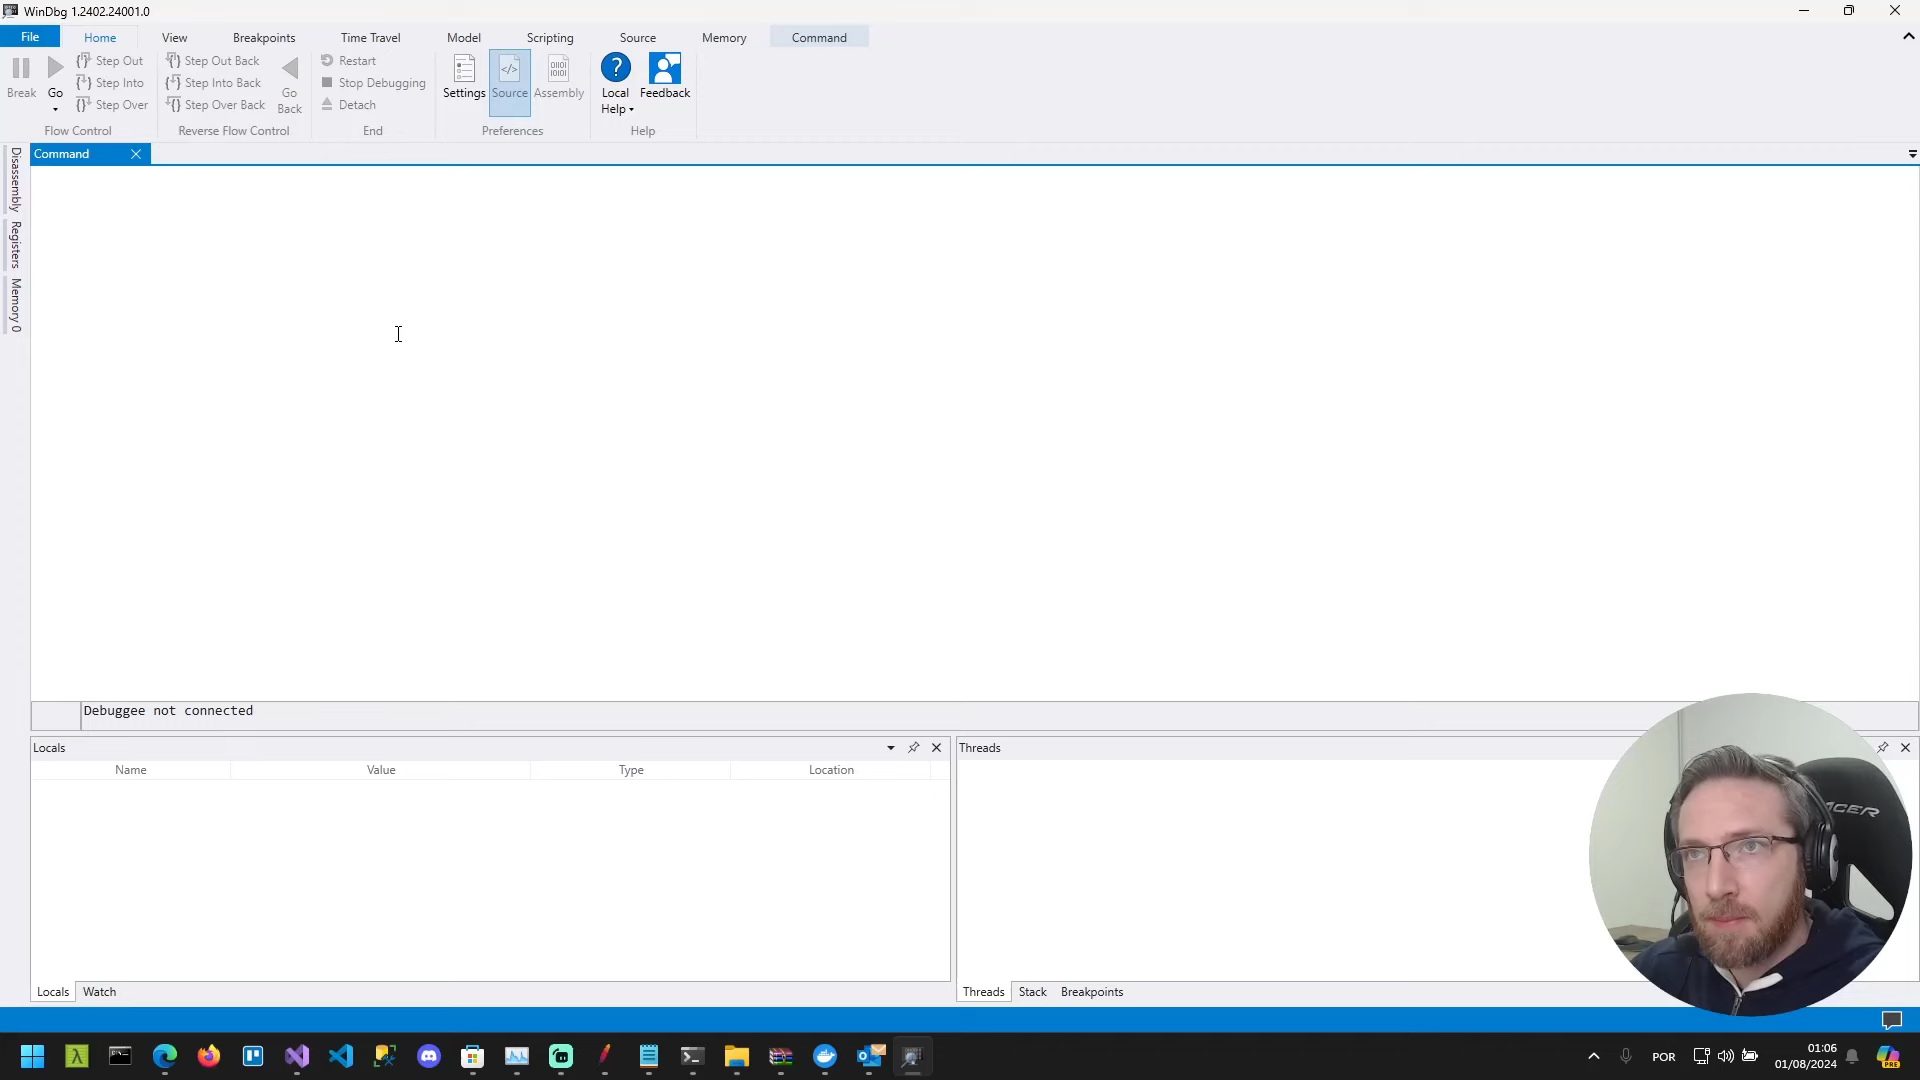 WinDbg 1.2402.24001.0
File Home View Breakpoints Time Travel Model Scripting Source Memory Command
Break
Go
Step Out
Step Into
Step Over
Flow Control
Step Out Back
Step Into Back
Step Over Back
Go
Back
Reverse Flow Control
Restart
Stop Debugging
Detach
End
Settings
Source
Assembly
Preferences
Local
Help
Feedback
Help
Command
Disassembly
Registers
Memory 0
Debuggee not connected
Locals
Name Value Type Location
Locals Watch
Threads
Threads Stack Breakpoints
ACER
POR
01:06
01/08/2024
PRE